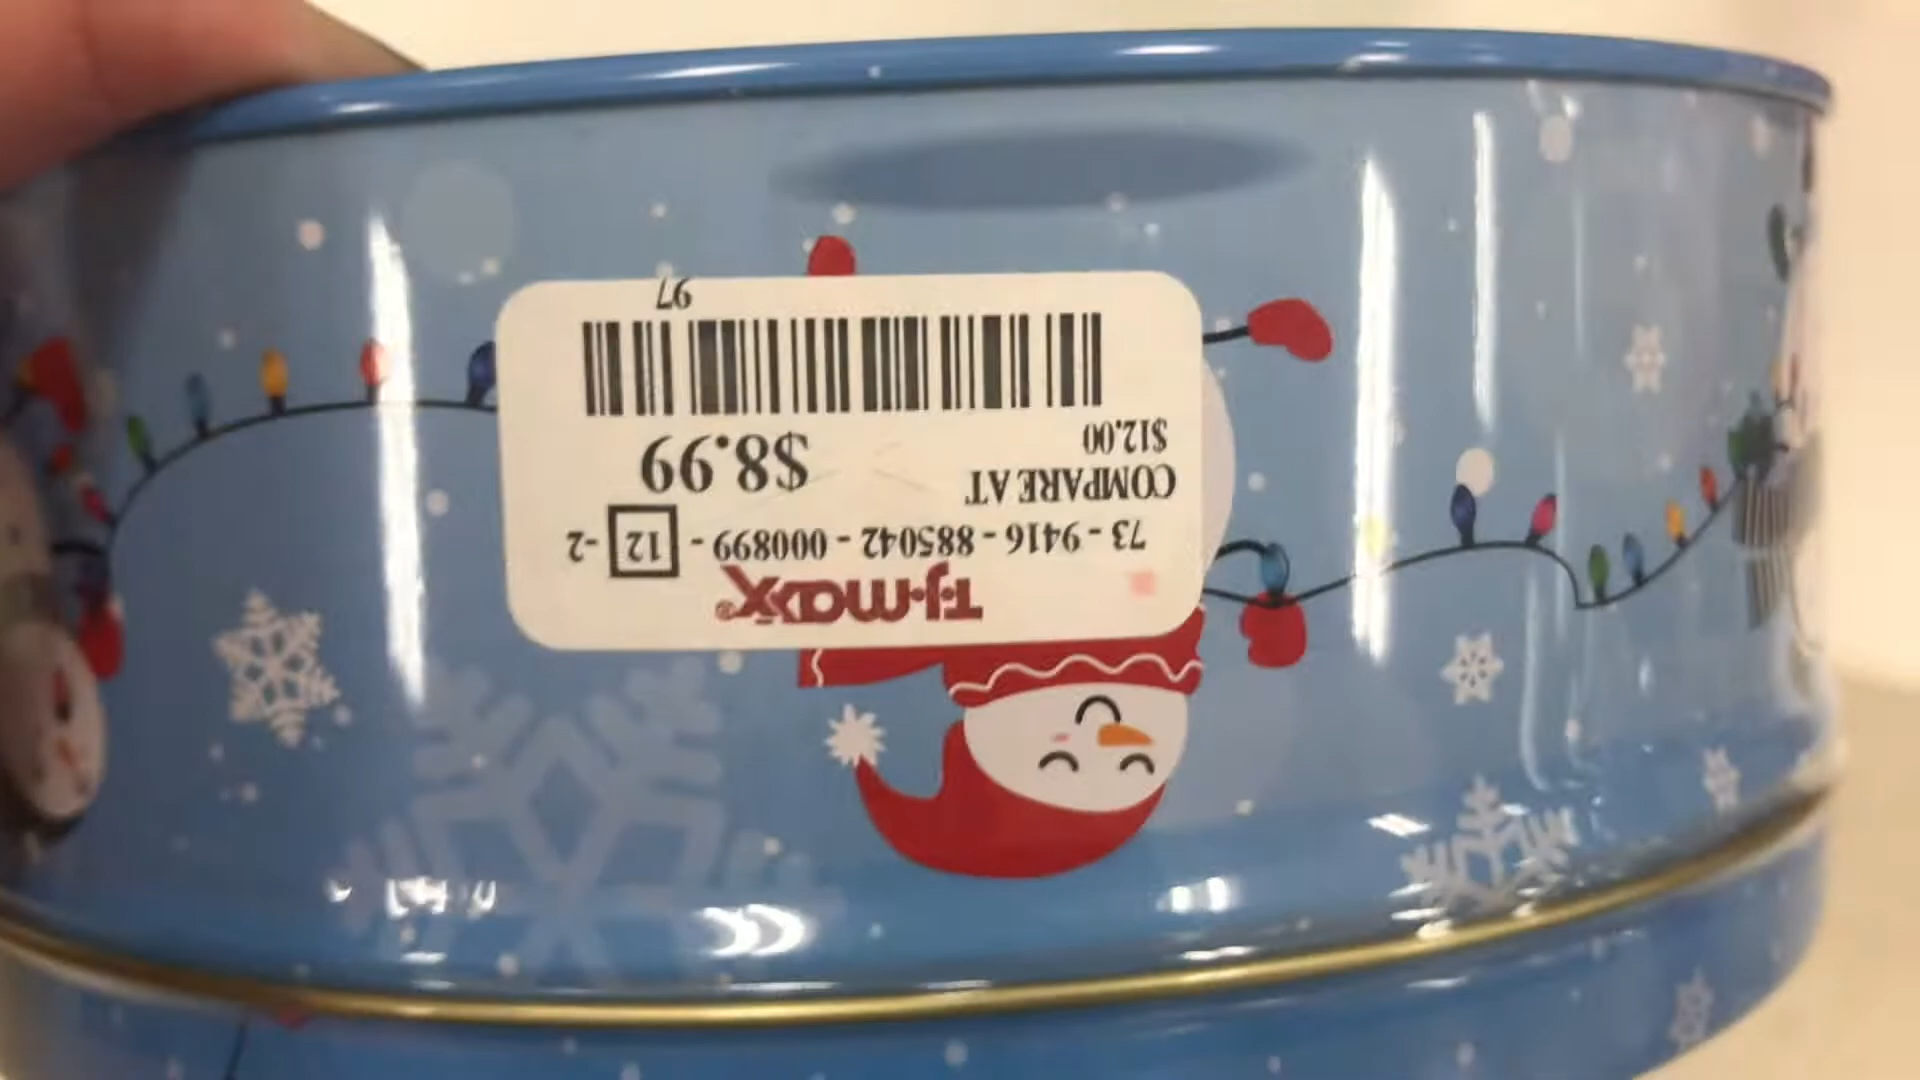 T.J.maxx®
73 - 9416 - 885042 - 000899 - 12 -2
COMPARE AT
$12.00
$8.99
97